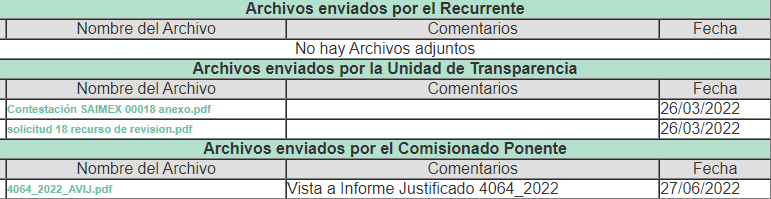 Archivos enviados por el Recurrente
Nombre del Archivo Comentarios Fecha
No hay Archivos adjuntos
Archivos enviados por la Unidad de Transparencia
Nombre del Archivo Comentarios Fecha
Contestación SAIMEX 00018 anexo.pdf 26/03/2022
solicitud 18 recurso de revision.pdf 26/03/2022
Archivos enviados por el Comisionado Ponente
Nombre del Archivo Comentarios Fecha
4064_2022_AVIJ.pdf Vista a Informe Justificado 4064_2022 27/06/2022